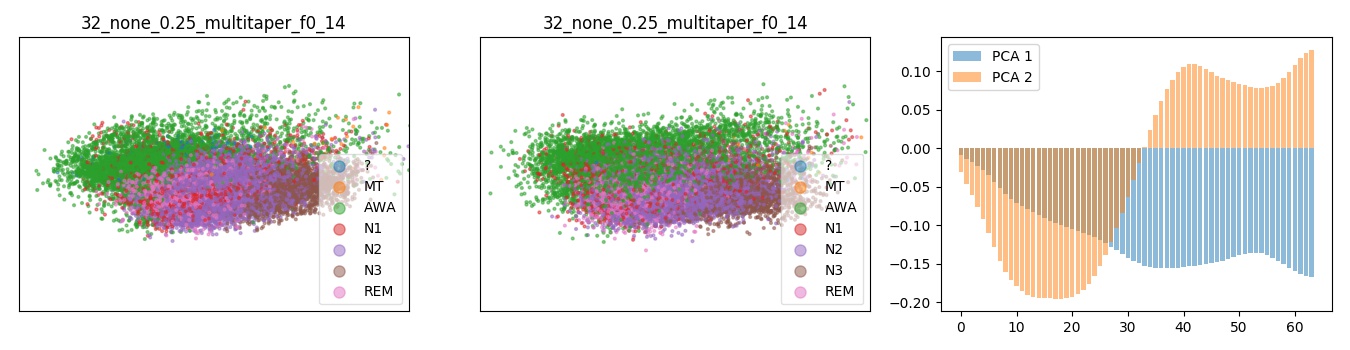 32_none_0.25_multitaper_f0_14
?
MT
AWA
N1
N2
N3
REM
32_none_0.25_multitaper_f0_14
?
MT
AWA
N1
N2
N3
REM
PCA 1
PCA 2
0.10
0.05
0.00
−0.05
−0.10
−0.15
−0.20
0 10 20 30 40 50 60